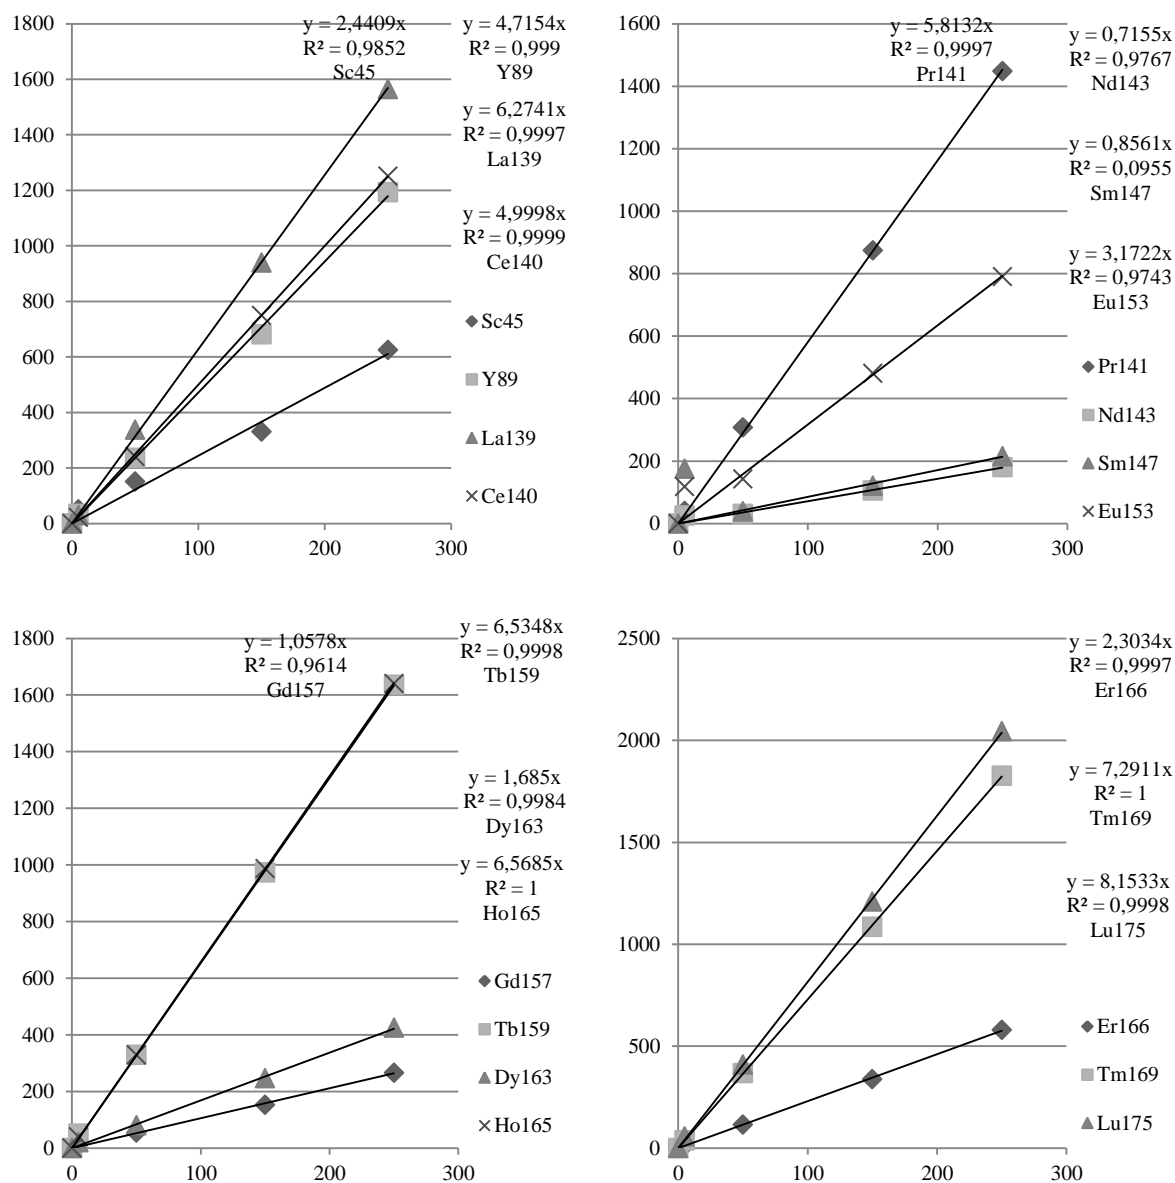 1800
1600
1400
1200
1000
800
600
400
200
0
0
100
200
300
y = 2,4409x
R² = 0,9852
Sc45
y = 4,7154x
R² = 0,999
Y89
y = 6,2741x
R² = 0,9997
La139
y = 4,9998x
R² = 0,9999
Ce140
Sc45
Y89
La139
Ce140
1600
1400
1200
1000
800
600
400
200
0
0
100
200
300
y = 5,8132x
R² = 0,9997
Pr141
y = 0,7155x
R² = 0,9767
Nd143
y = 0,8561x
R² = 0,0955
Sm147
y = 3,1722x
R² = 0,9743
Eu153
Pr141
Nd143
Sm147
Eu153
1800
1600
1400
1200
1000
800
600
400
200
0
0
100
200
300
y = 1,0578x
R² = 0,9614
Gd157
y = 6,5348x
R² = 0,9998
Tb159
y = 1,685x
R² = 0,9984
Dy163
y = 6,5685x
R² = 1
Ho165
Gd157
Tb159
Dy163
Ho165
2500
2000
1500
1000
500
0
0
100
200
300
y = 2,3034x
R² = 0,9997
Er166
y = 7,2911x
R² = 1
Tm169
y = 8,1533x
R² = 0,9998
Lu175
Er166
Tm169
Lu175